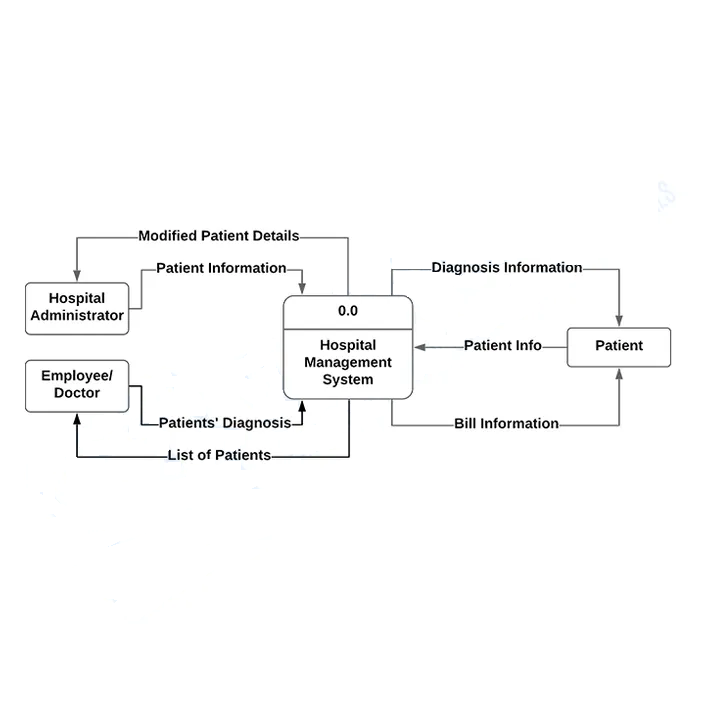 Modified Patient Details
Patient Information
Diagnosis Information
Hospital
Administrator
0.0
Hospital
Management
System
Patient Info
Patient
Employee/
Doctor
Patients' Diagnosis
Bill Information
List of Patients